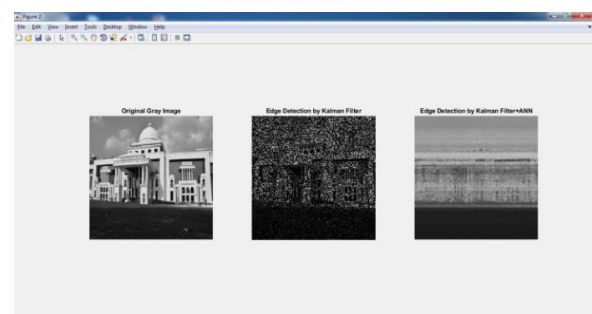 Figure 2
File Edit View Insert Tools Desktop Window Help
Original Gray Image
Edge Detection by Kalman Filter
Edge Detection by Kalman Filter+ANN